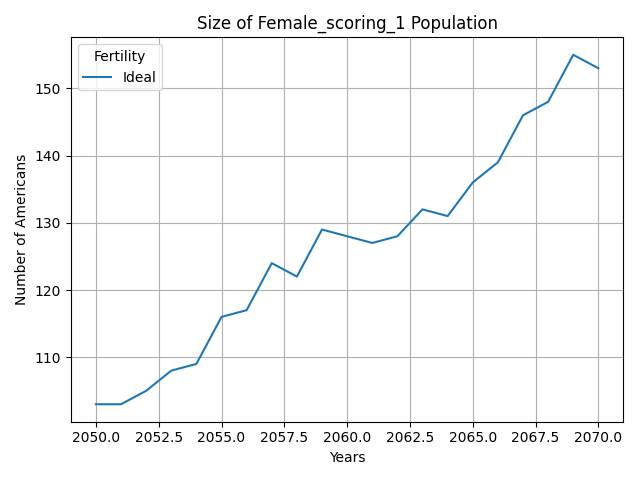 Size of Female_scoring_1 Population
Fertility
Ideal
Number of Americans
150
140
130
120
110
2050.0 2052.5 2055.0 2057.5 2060.0 2062.5 2065.0 2067.5 2070.0
Years